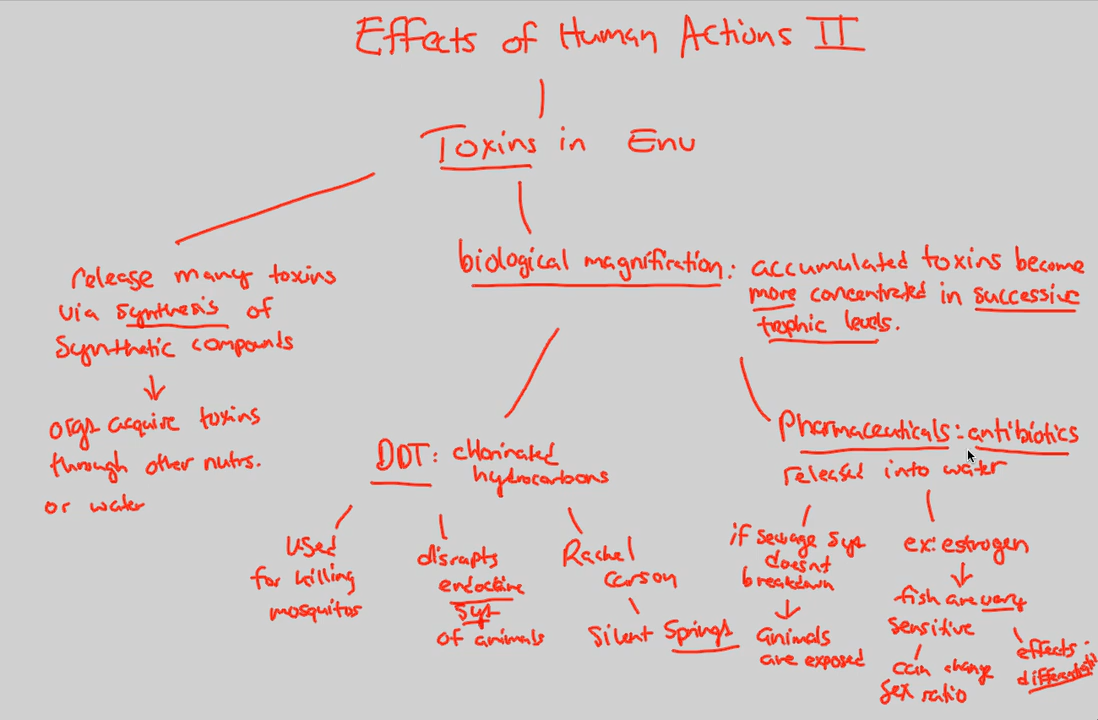 Effects of Human Actions II
Toxins in Env
release many toxins
via synthesis of
synthetic compounds
orgs acquire toxins
through other nutrs.
or water
biological magnification: accumulated toxins become
more concentrated in successive
trophic levels.
DDT: chlorinated
hydrocarbons
used
for killing
mosquitos
disrupts
endocrine
sys
of animals
Rachel
Carson
Silent Springs
Pharmaceuticals: antibiotics
released into water
if sewage sys
doesnt
breakdown
animals
are exposed
ex: estrogen
fish are very
sensitive
can change
sex ratio
effects